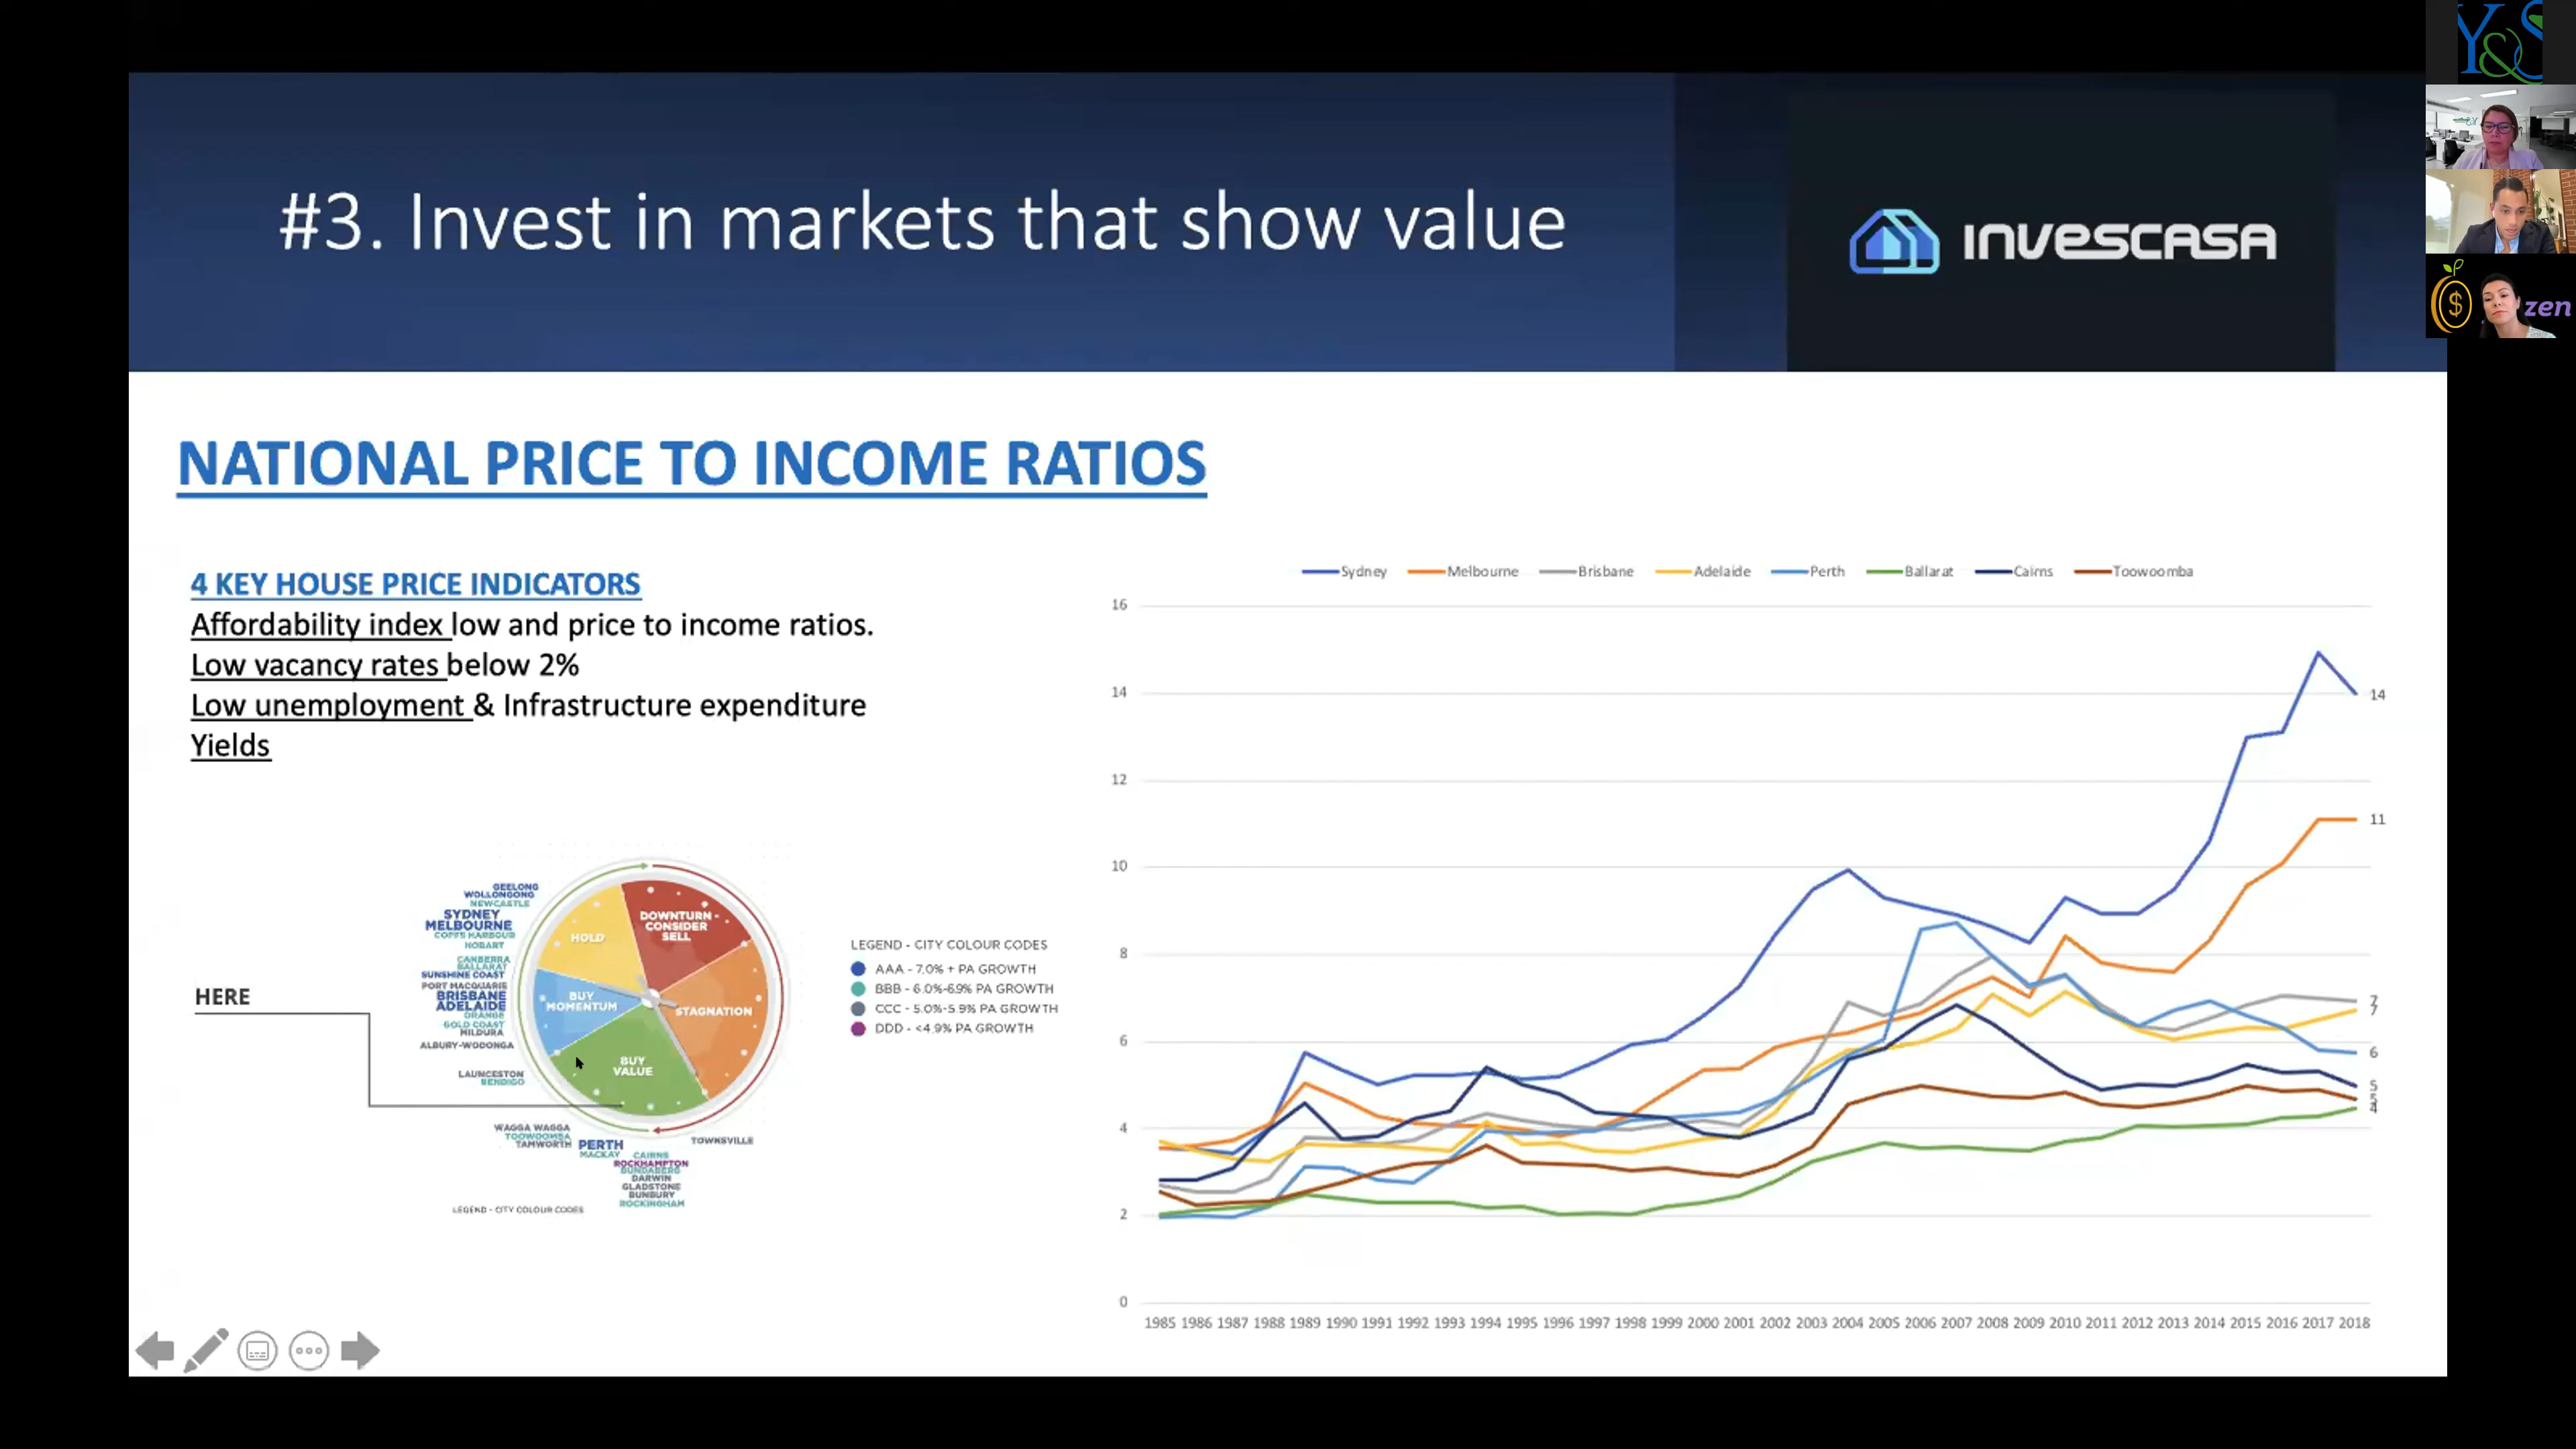 Y&S
#3. Invest in markets that show value
INVESCASA
zen
NATIONAL PRICE TO INCOME RATIOS
4 KEY HOUSE PRICE INDICATORS
Affordability index low and price to income ratios.
Low vacancy rates below 2%
Low unemployment & Infrastructure expenditure
Yields
HERE
GEELONG
WOLLONGONG
NEWCASTLE
SYDNEY
MELBOURNE
COFFS HARBOUR
HOBART
CANBERRA
BALLARAT
SUNSHINE COAST
PORT MACQUARIE
BRISBANE
ADELAIDE
ORANGE
GOLD COAST
MILDURA
ALBURY-WODONGA
LAUNCESTON
BENDIGO
WAGGA WAGGA
TOOWOOMBA
TAMWORTH
PERTH
MACKAY
CAIRNS
ROCKHAMPTON
BUNDABERG
DARWIN
GLADSTONE
BUNBURY
ROCKINGHAM
TOWNSVILLE
DOWNTURN -
CONSIDER
SELL
HOLD
BUY
MOMENTUM
STAGNATION
BUY
VALUE
LEGEND - CITY COLOUR CODES
LEGEND - CITY COLOUR CODES
AAA - 7.0% + PA GROWTH
BBB - 6.0%-6.9% PA GROWTH
CCC - 5.0%-5.9% PA GROWTH
DDD - <4.9% PA GROWTH
Sydney Melbourne Brisbane Adelaide Perth Ballarat Cairns Toowoomba
16
14
12
10
8
6
4
2
0
14
11
7
7
6
5
5
4
1985 1986 1987 1988 1989 1990 1991 1992 1993 1994 1995 1996 1997 1998 1999 2000 2001 2002 2003 2004 2005 2006 2007 2008 2009 2010 2011 2012 2013 2014 2015 2016 2017 2018